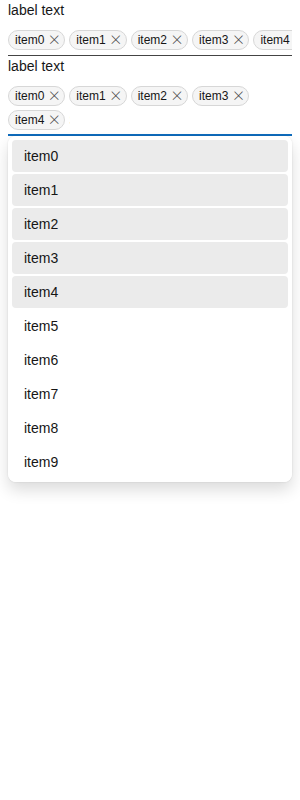 label text
item0 item1 item2 item3 item4
label text
item0 item1 item2 item3
item4
item0
item1
item2
item3
item4
item5
item6
item7
item8
item9